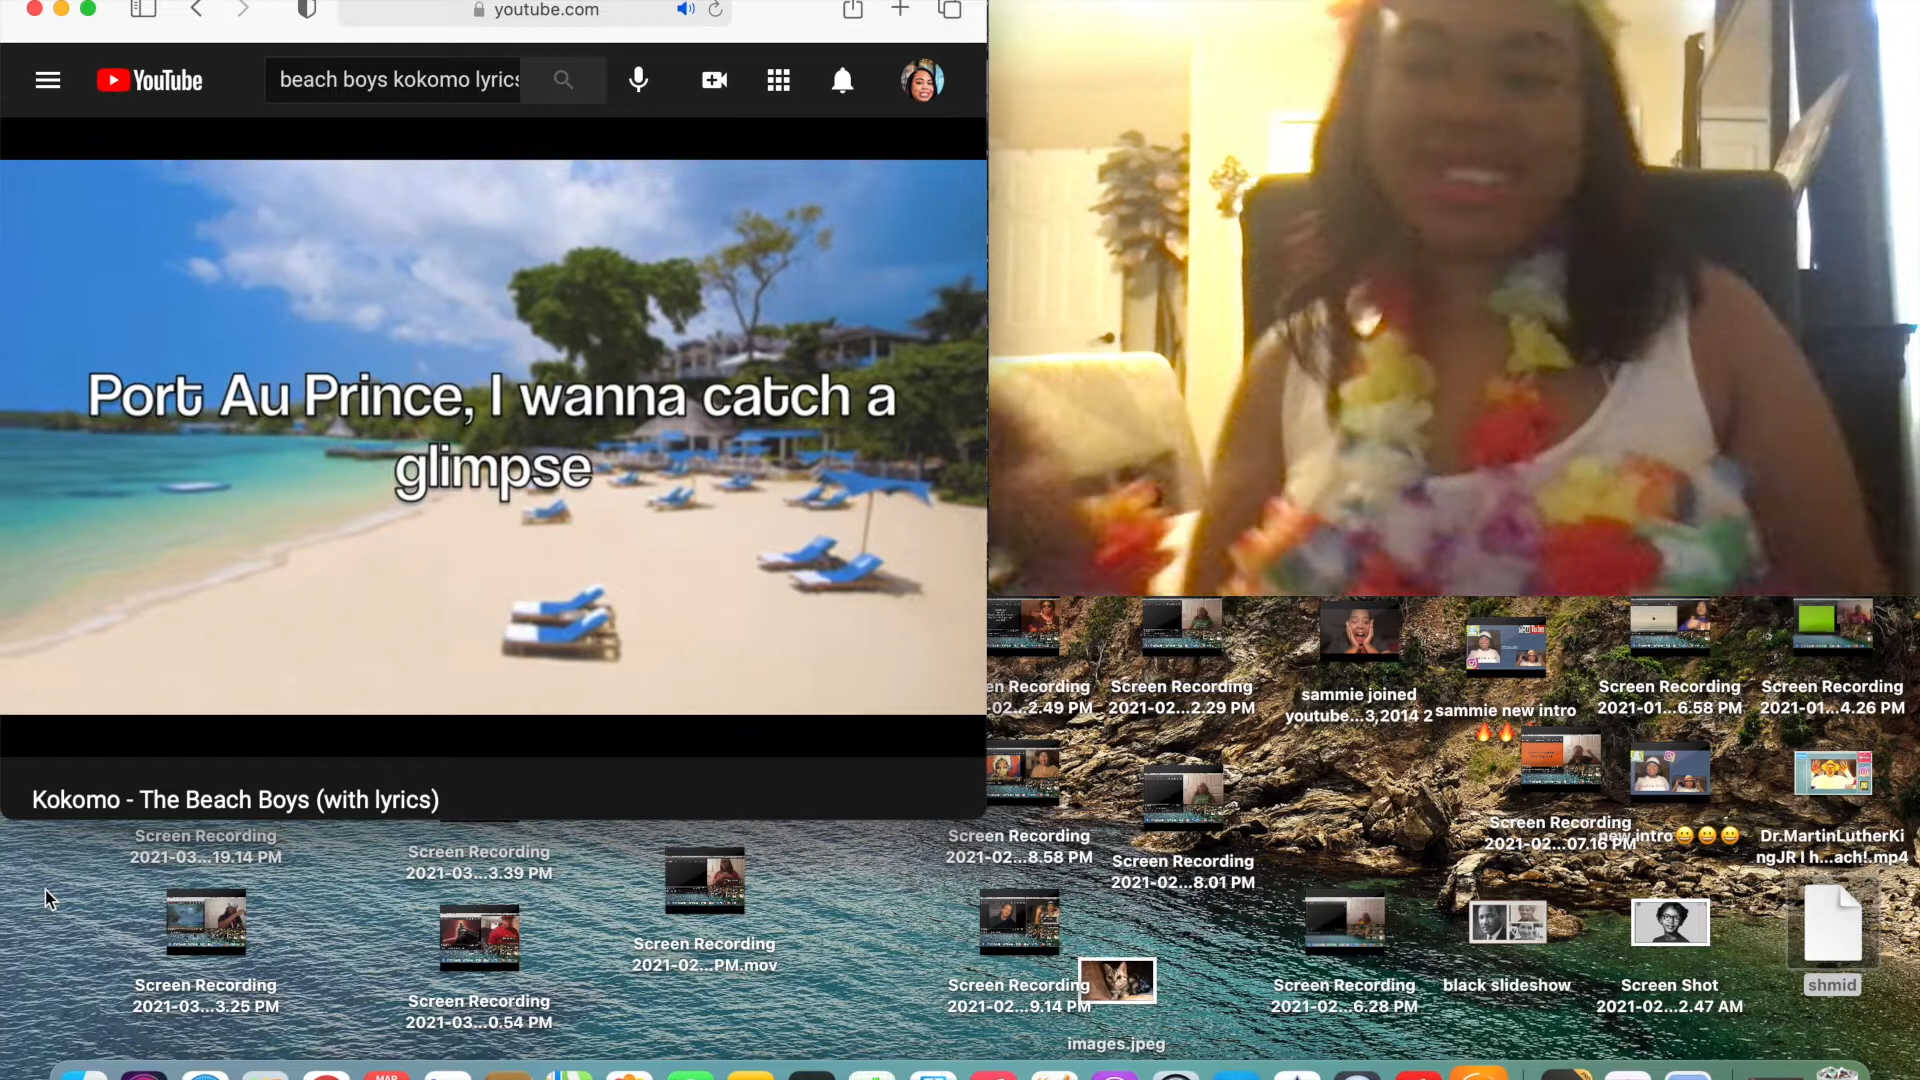 youtube.com
YouTube
beach boys kokomo lyrics
Port Au Prince, I wanna catch a
glimpse
Kokomo - The Beach Boys (with lyrics)
en Recording
-02...2.49 PM
Screen Recording
2021-02...2.29 PM
sammie joined
youtube...3,2014 2
sammie new intro
🔥🔥
Screen Recording
2021-01...6.58 PM
Screen Recording
2021-01...4.26 PM
Screen Recording
2021-03...19.14 PM
Screen Recording
2021-03...3.39 PM
Screen Recording
2021-02...8.58 PM
Screen Recording
2021-02...8.01 PM
Screen Recording
2021-02...07.16 PM
new intro😀😀😀
Dr.MartinLutherKi
ngJR I h...ach!.mp4
Screen Recording
2021-03...3.25 PM
Screen Recording
2021-03...0.54 PM
Screen Recording
2021-02...PM.mov
Screen Recording
2021-02...9.14 PM
images.jpeg
Screen Recording
2021-02...6.28 PM
black slideshow
Screen Shot
2021-02...2.47 AM
shmid
MAR